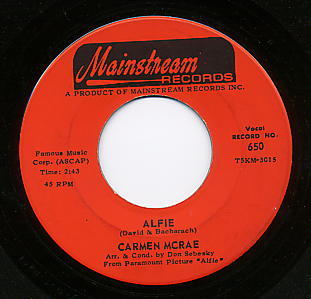 Mainstream
RECORDS
A PRODUCT OF MAINSTREAM RECORDS INC.
Famous Music
Corp. (ASCAP)
Time: 2:43
45 RPM
Vocal
RECORD NO.
650
T5KM-3015
ALFIE
(David & Bacharach)
CARMEN MCRAE
Arr. & Cond. by Don Sebesky
From Paramount Picture "Alfie"